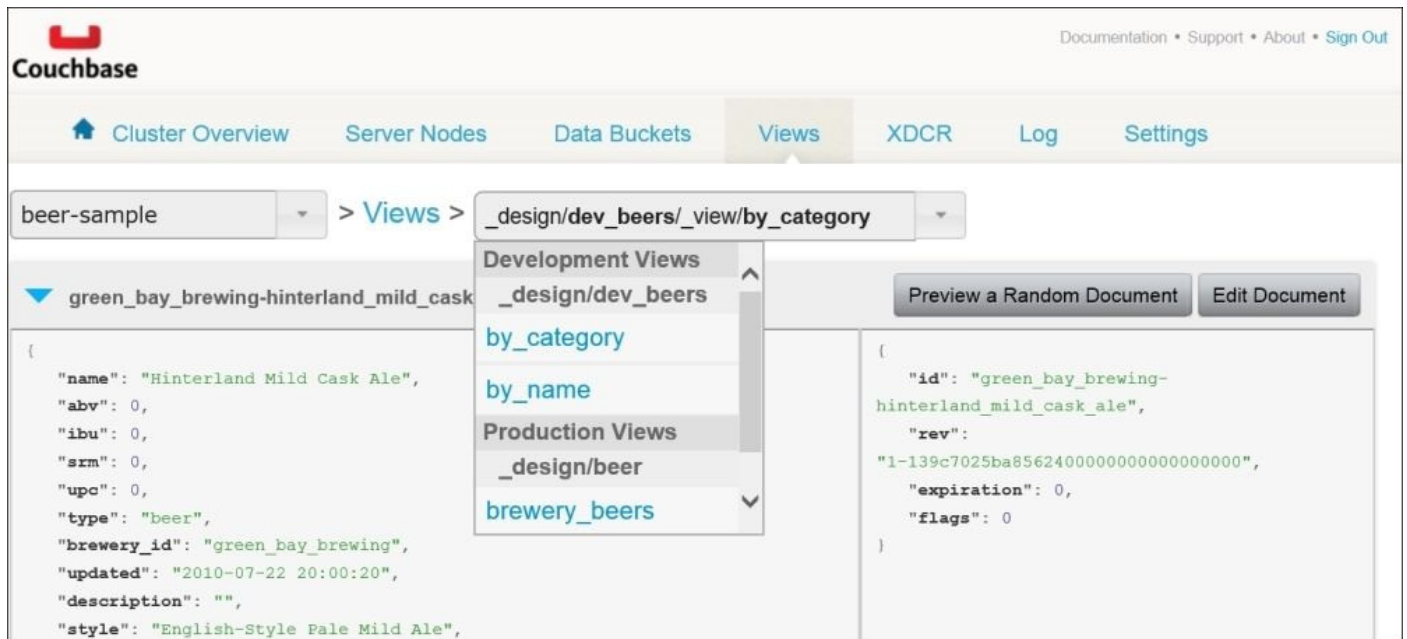 Couchbase
Documentation • Support • About • Sign Out
Cluster Overview Server Nodes Data Buckets Views XDCR Log Settings
beer-sample > Views > _design/dev_beers/_view/by_category
Development Views
_design/dev_beers
by_category
by_name
Production Views
_design/beer
brewery_beers
green_bay_brewing-hinterland_mild_cask
Preview a Random Document Edit Document
{
"name": "Hinterland Mild Cask Ale",
"abv": 0,
"ibu": 0,
"srm": 0,
"upc": 0,
"type": "beer",
"brewery_id": "green_bay_brewing",
"updated": "2010-07-22 20:00:20",
"description": "",
"style": "English-Style Pale Mild Ale",
{
"id": "green_bay_brewing-
hinterland_mild_cask_ale",
"rev":
"1-139c7025ba8562400000000000000000",
"expiration": 0,
"flags": 0
}